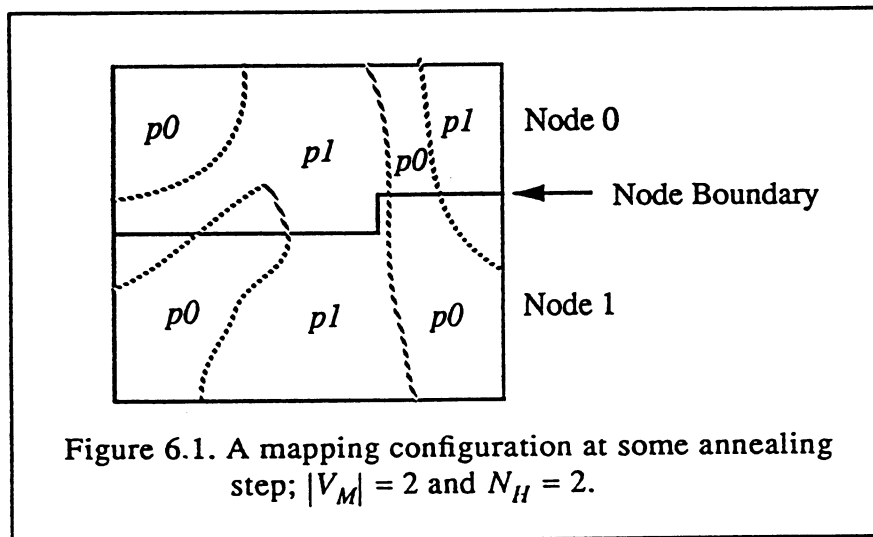 p0
p1
p0
p1
Node 0
Node Boundary
p0
p1
p0
Node 1
Figure 6.1. A mapping configuration at some annealing
step; |V_M| = 2 and N_H = 2.